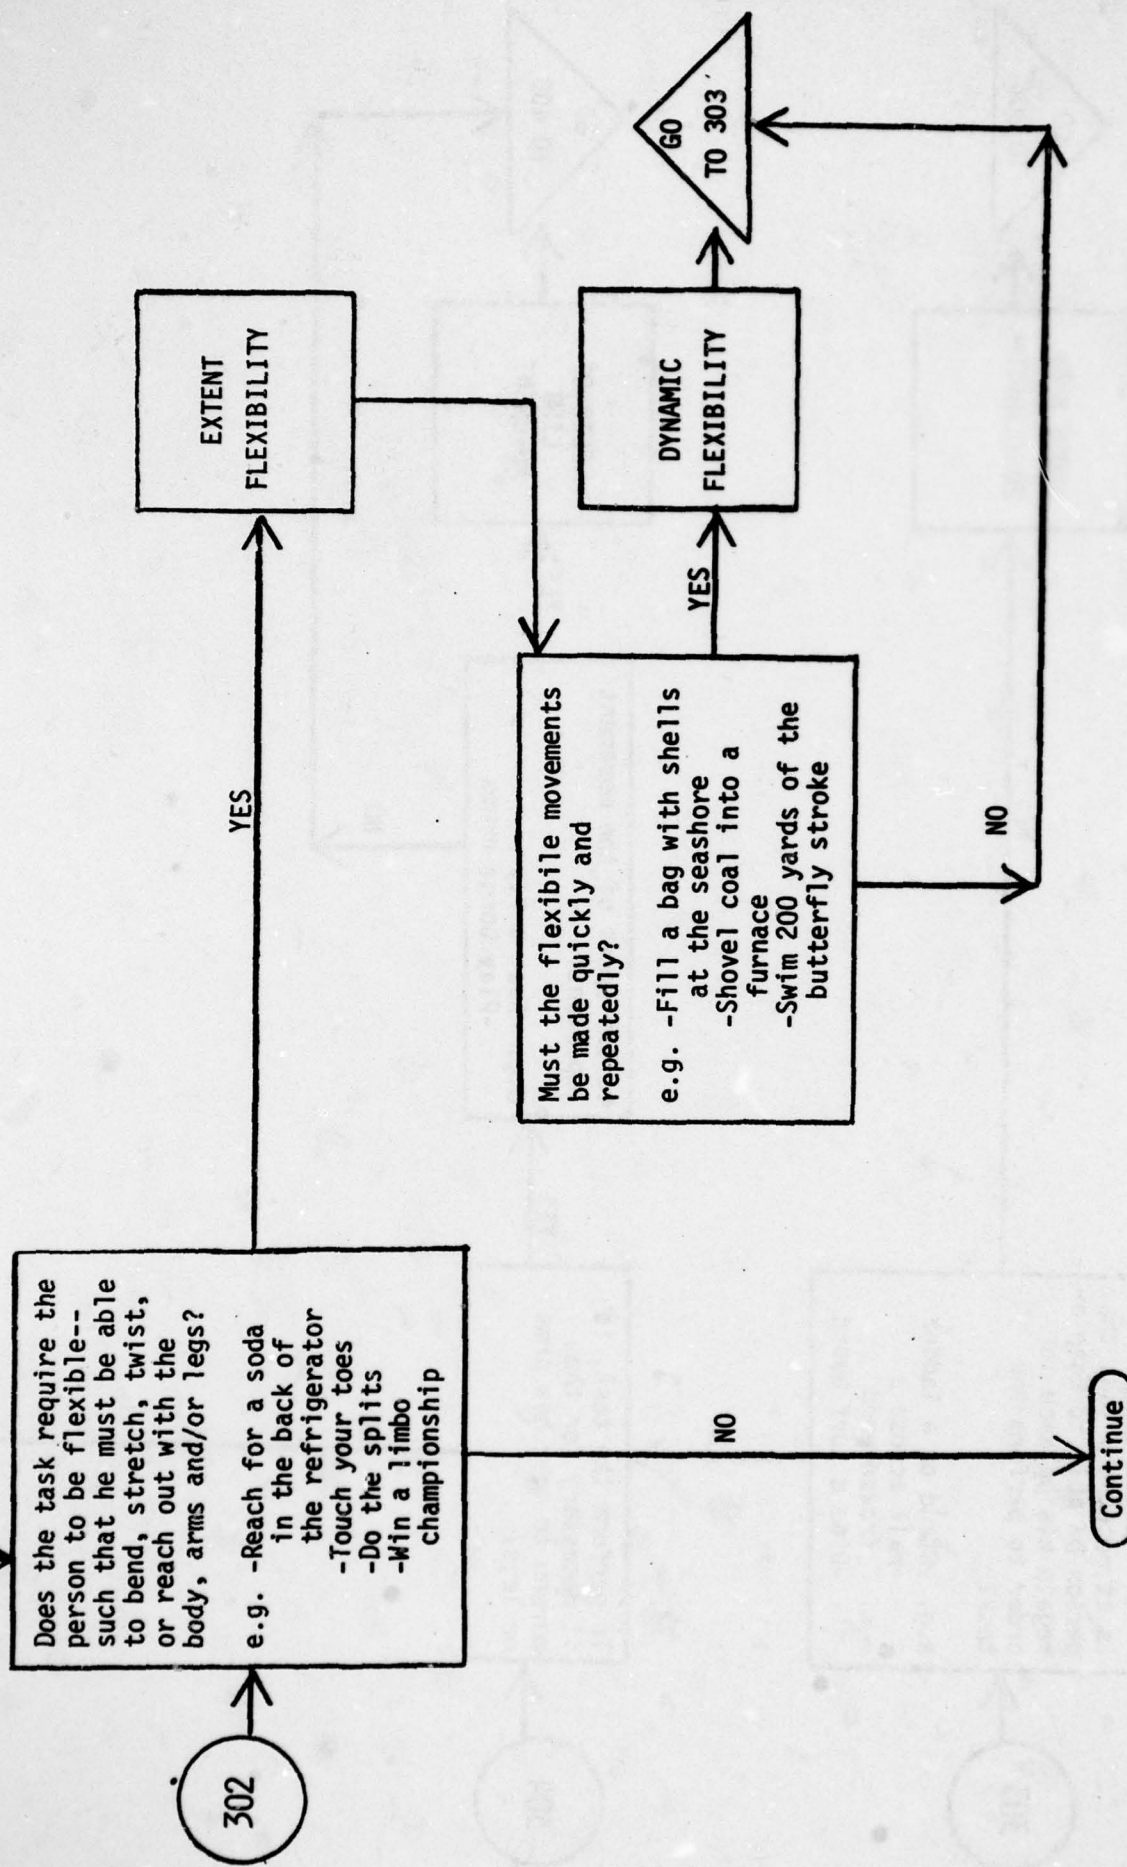 302
Does the task require the
person to be flexible--
such that he must be able
to bend, stretch, twist,
or reach out with the
body, arms and/or legs?
e.g. -Reach for a soda
in the back of
the refrigerator
-Touch your toes
-Do the splits
-Win a limbo
championship
YES
EXTENT
FLEXIBILITY
Must the flexibile movements
be made quickly and
repeatedly?
e.g. -Fill a bag with shells
at the seashore
-Shovel coal into a
furnace
-Swim 200 yards of the
butterfly stroke
YES
DYNAMIC
FLEXIBILITY
GO
TO 303
NO
NO
Continue